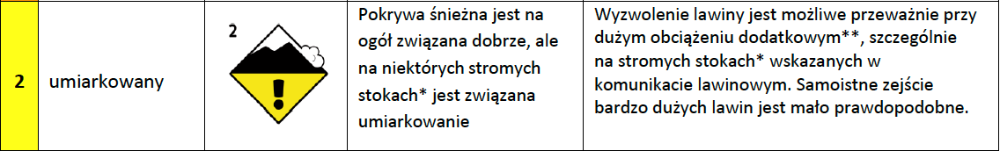 2
umiarkowany
2
!
Pokrywa śnieżna jest na
ogół związana dobrze, ale
na niektórych stromych
stokach* jest związana
umiarkowanie
Wyzwolenie lawiny jest możliwe przeważnie przy
dużym obciążeniu dodatkowym**, szczególnie
na stromych stokach* wskazanych w
komunikacie lawinowym. Samoistne zejście
bardzo dużych lawin jest mało prawdopodobne.